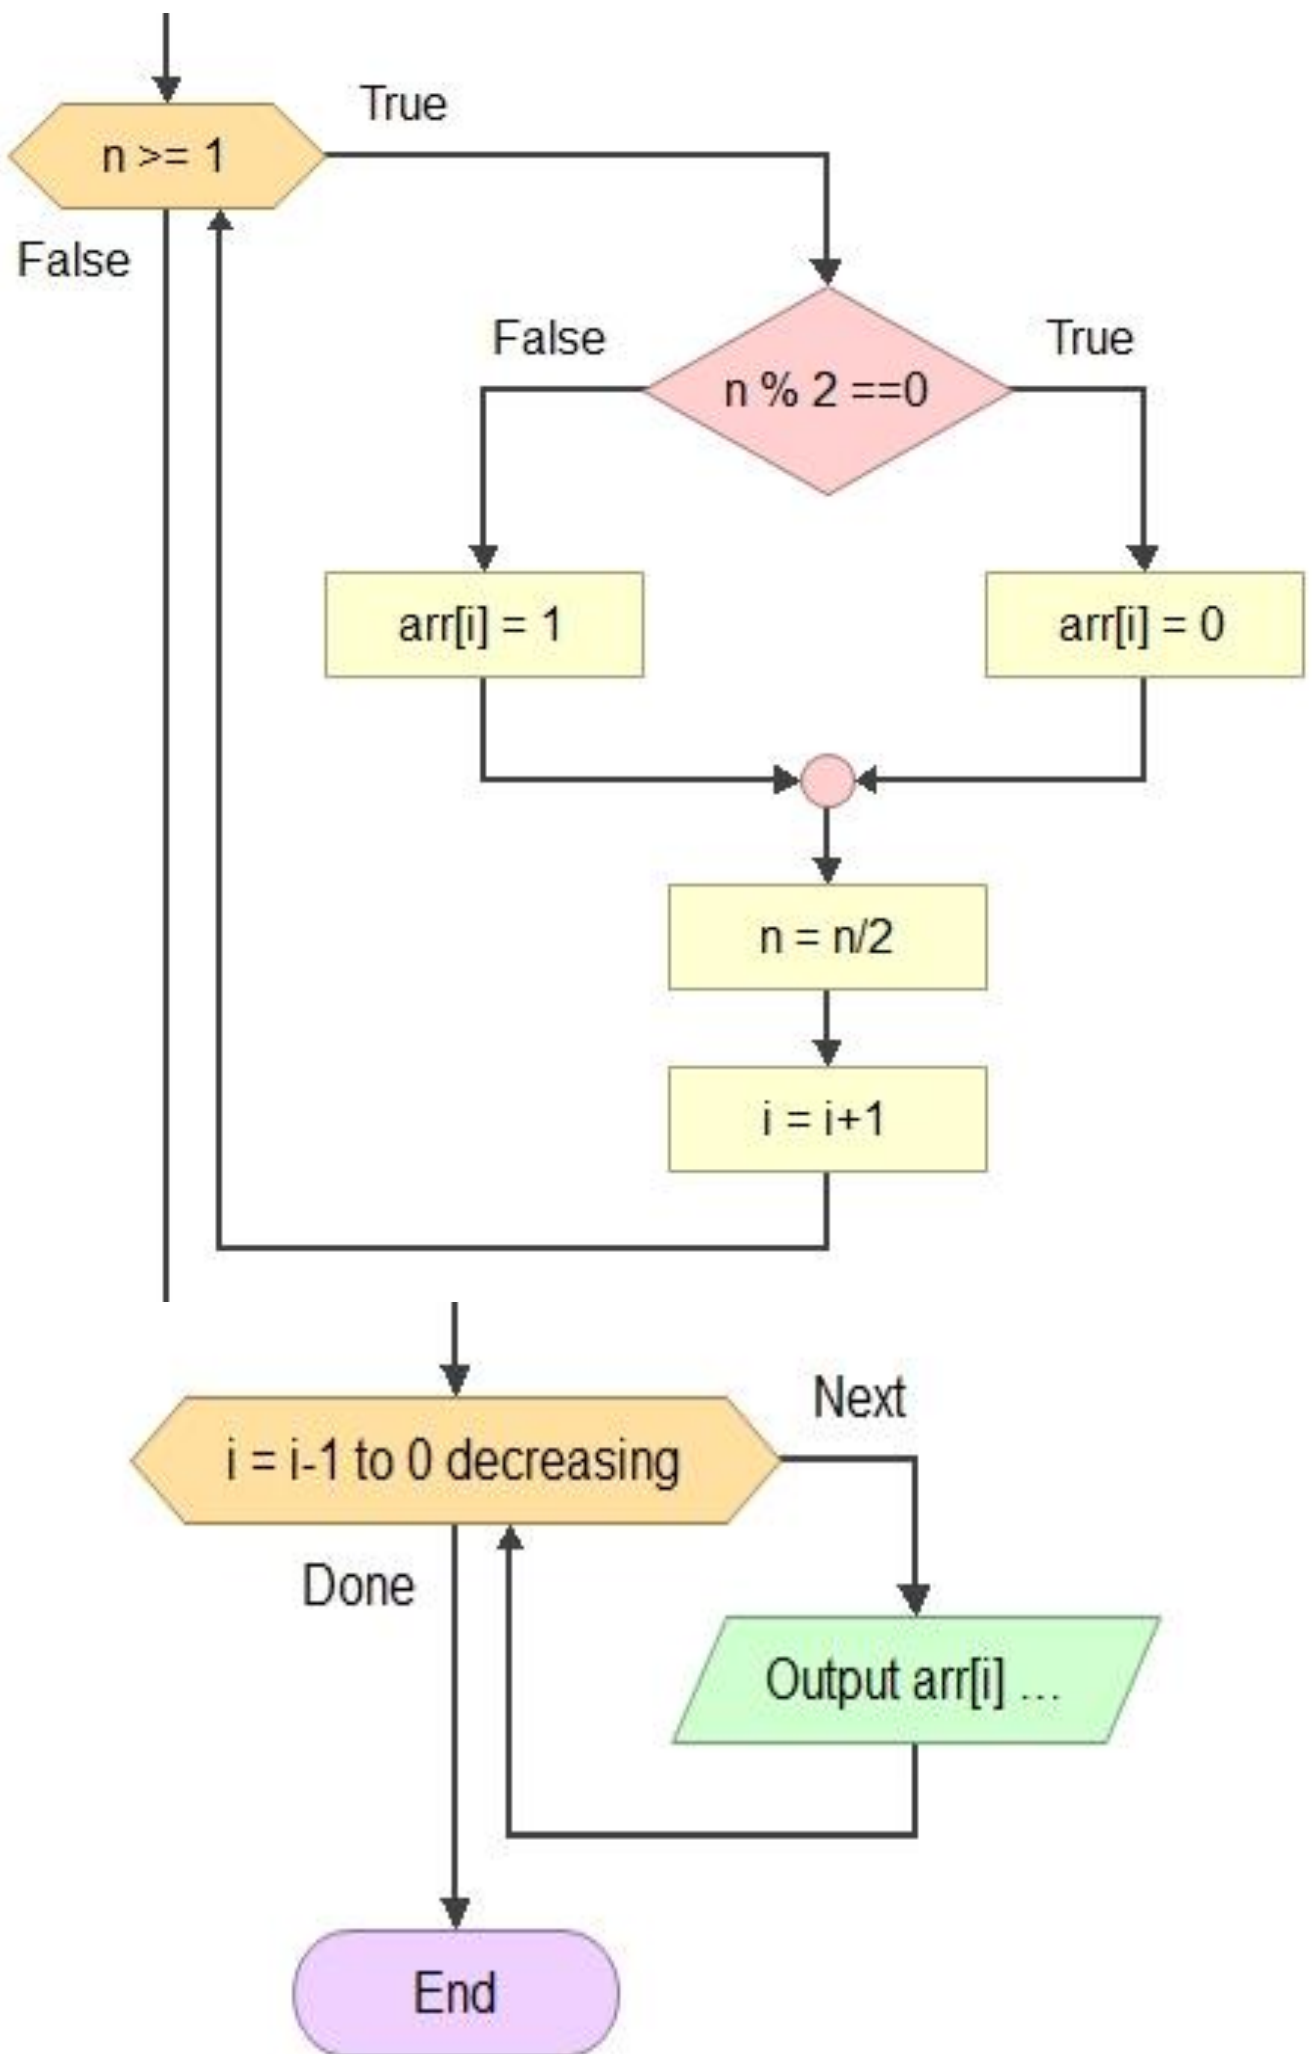 True
n >= 1
False
False
True
n % 2 ==0
arr[i] = 1
arr[i] = 0
n = n/2
i = i+1
Next
i = i-1 to 0 decreasing
Done
Output arr[i] ...
End